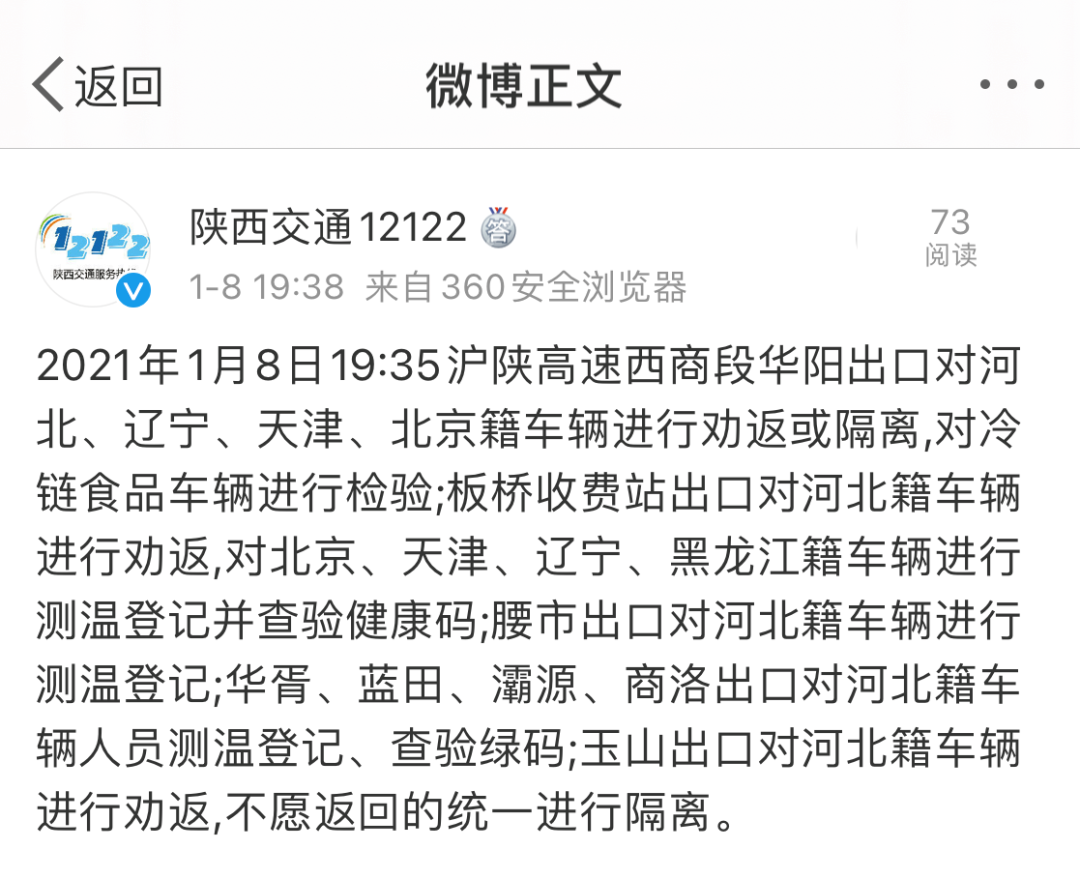 返回
微博正文
12122
陕西交通服务热线
陕西交通12122
答
73
阅读
1-8 19:38 来自360安全浏览器
2021年1月8日19:35沪陕高速西商段华阳出口对河
北、辽宁、天津、北京籍车辆进行劝返或隔离,对冷
链食品车辆进行检验;板桥收费站出口对河北籍车辆
进行劝返,对北京、天津、辽宁、黑龙江籍车辆进行
测温登记并查验健康码;腰市出口对河北籍车辆进行
测温登记;华胥、蓝田、灞源、商洛出口对河北籍车
辆人员测温登记、查验绿码;玉山出口对河北籍车辆
进行劝返,不愿返回的统一进行隔离。